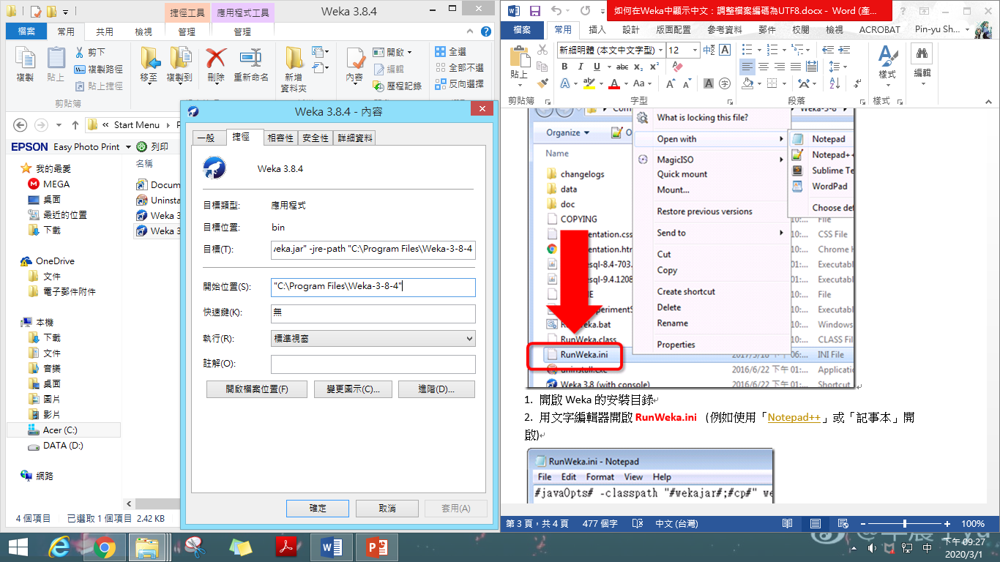 捷徑工具
應用程式工具
Weka 3.8.4
檔案
常用
共用
檢視
管理
管理
複製
貼上
剪下
複製路徑
貼上捷徑
剪貼簿
移至
複製到
刪除
重新命名
新增
資料夾
內容
開啟
編輯
歷程記錄
全選
全部不選
反向選擇
« Start Menu
EPSON Easy Photo Print
列印
我的最愛
MEGA
桌面
最近的位置
下載
OneDrive
文件
電子郵件附件
本機
下載
文件
音樂
桌面
圖片
影片
Acer (C:)
DATA (D:)
網路
名稱
Docum
Uninsta
Weka 3
Weka 3
4 個項目
已選取 1 個項目 2.42 KB
Weka 3.8.4 - 內容
一般
捷徑
相容性
安全性
詳細資料
Weka 3.8.4
目標類型: 應用程式
目標位置: bin
目標(T): veka.jar" -jre-path "C:\Program Files\Weka-3-8-4
開始位置(S): "C:\Program Files\Weka-3-8-4"
快速鍵(K): 無
執行(R): 標準視窗
註解(O):
開啟檔案位置(F)
變更圖示(C)...
進階(D)...
確定
取消
套用(A)
如何在Weka中顯示中文：調整檔案編碼為UTF8.docx - Word (產...
檔案
常用
插入
設計
版面配置
參考資料
郵件
校閱
檢視
ACROBAT
Pin-yu Sh...
貼上
剪貼簿
新細明體 (本文中文字型)
12
字型
段落
樣式
樣式
編輯
Weka-3-8
Organize
Name
changelogs
data
doc
COPYING
entation.css
entation.htr
esql-8-4-703.
esql-9.4.1208
RunWeka.bat
RunWeka.class
RunWeka.ini
uninstall.exe
Weka 3.8 (with console)
What is locking this file?
Open with
MagicISO
Quick mount
Mount...
Restore previous versions
Send to
Cut
Copy
Create shortcut
Delete
Rename
Properties
Notepad
Notepad++
Sublime Te
WordPad
Choose def
10:... File
10:... CSS File
10:... Chrome H
01:... Executabl
01:... Executabl
10:... File
01:... Executabl
10:... Windows
10:... CLASS Fil
06:... INI File
2016/6/22 下午 01:... Applicatio
2016/6/22 下午 01:... Shortcut
1. 開啟 Weka 的安裝目錄
2. 用文字編輯器開啟 RunWeka.ini （例如使用「Notepad++」或「記事本」開
啟)
RunWeka.ini - Notepad
File Edit Format View Help
#javaOpts# -classpath "#wekajar#;#cp#" we
第 3 頁，共 4 頁
477 個字
中文 (台灣)
100%
中
下午 09:27
2020/3/1